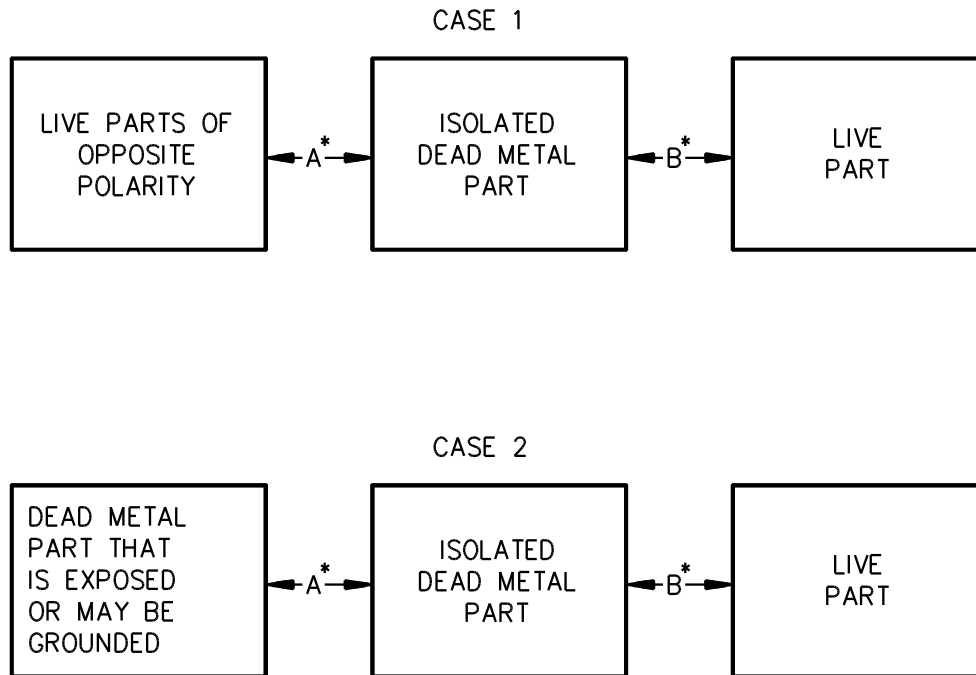 CASE 1
LIVE PARTS OF
OPPOSITE
POLARITY
A*
ISOLATED
DEAD METAL
PART
B*
LIVE
PART
CASE 2
DEAD METAL
PART THAT
IS EXPOSED
OR MAY BE
GROUNDED
A*
ISOLATED
DEAD METAL
PART
B*
LIVE
PART